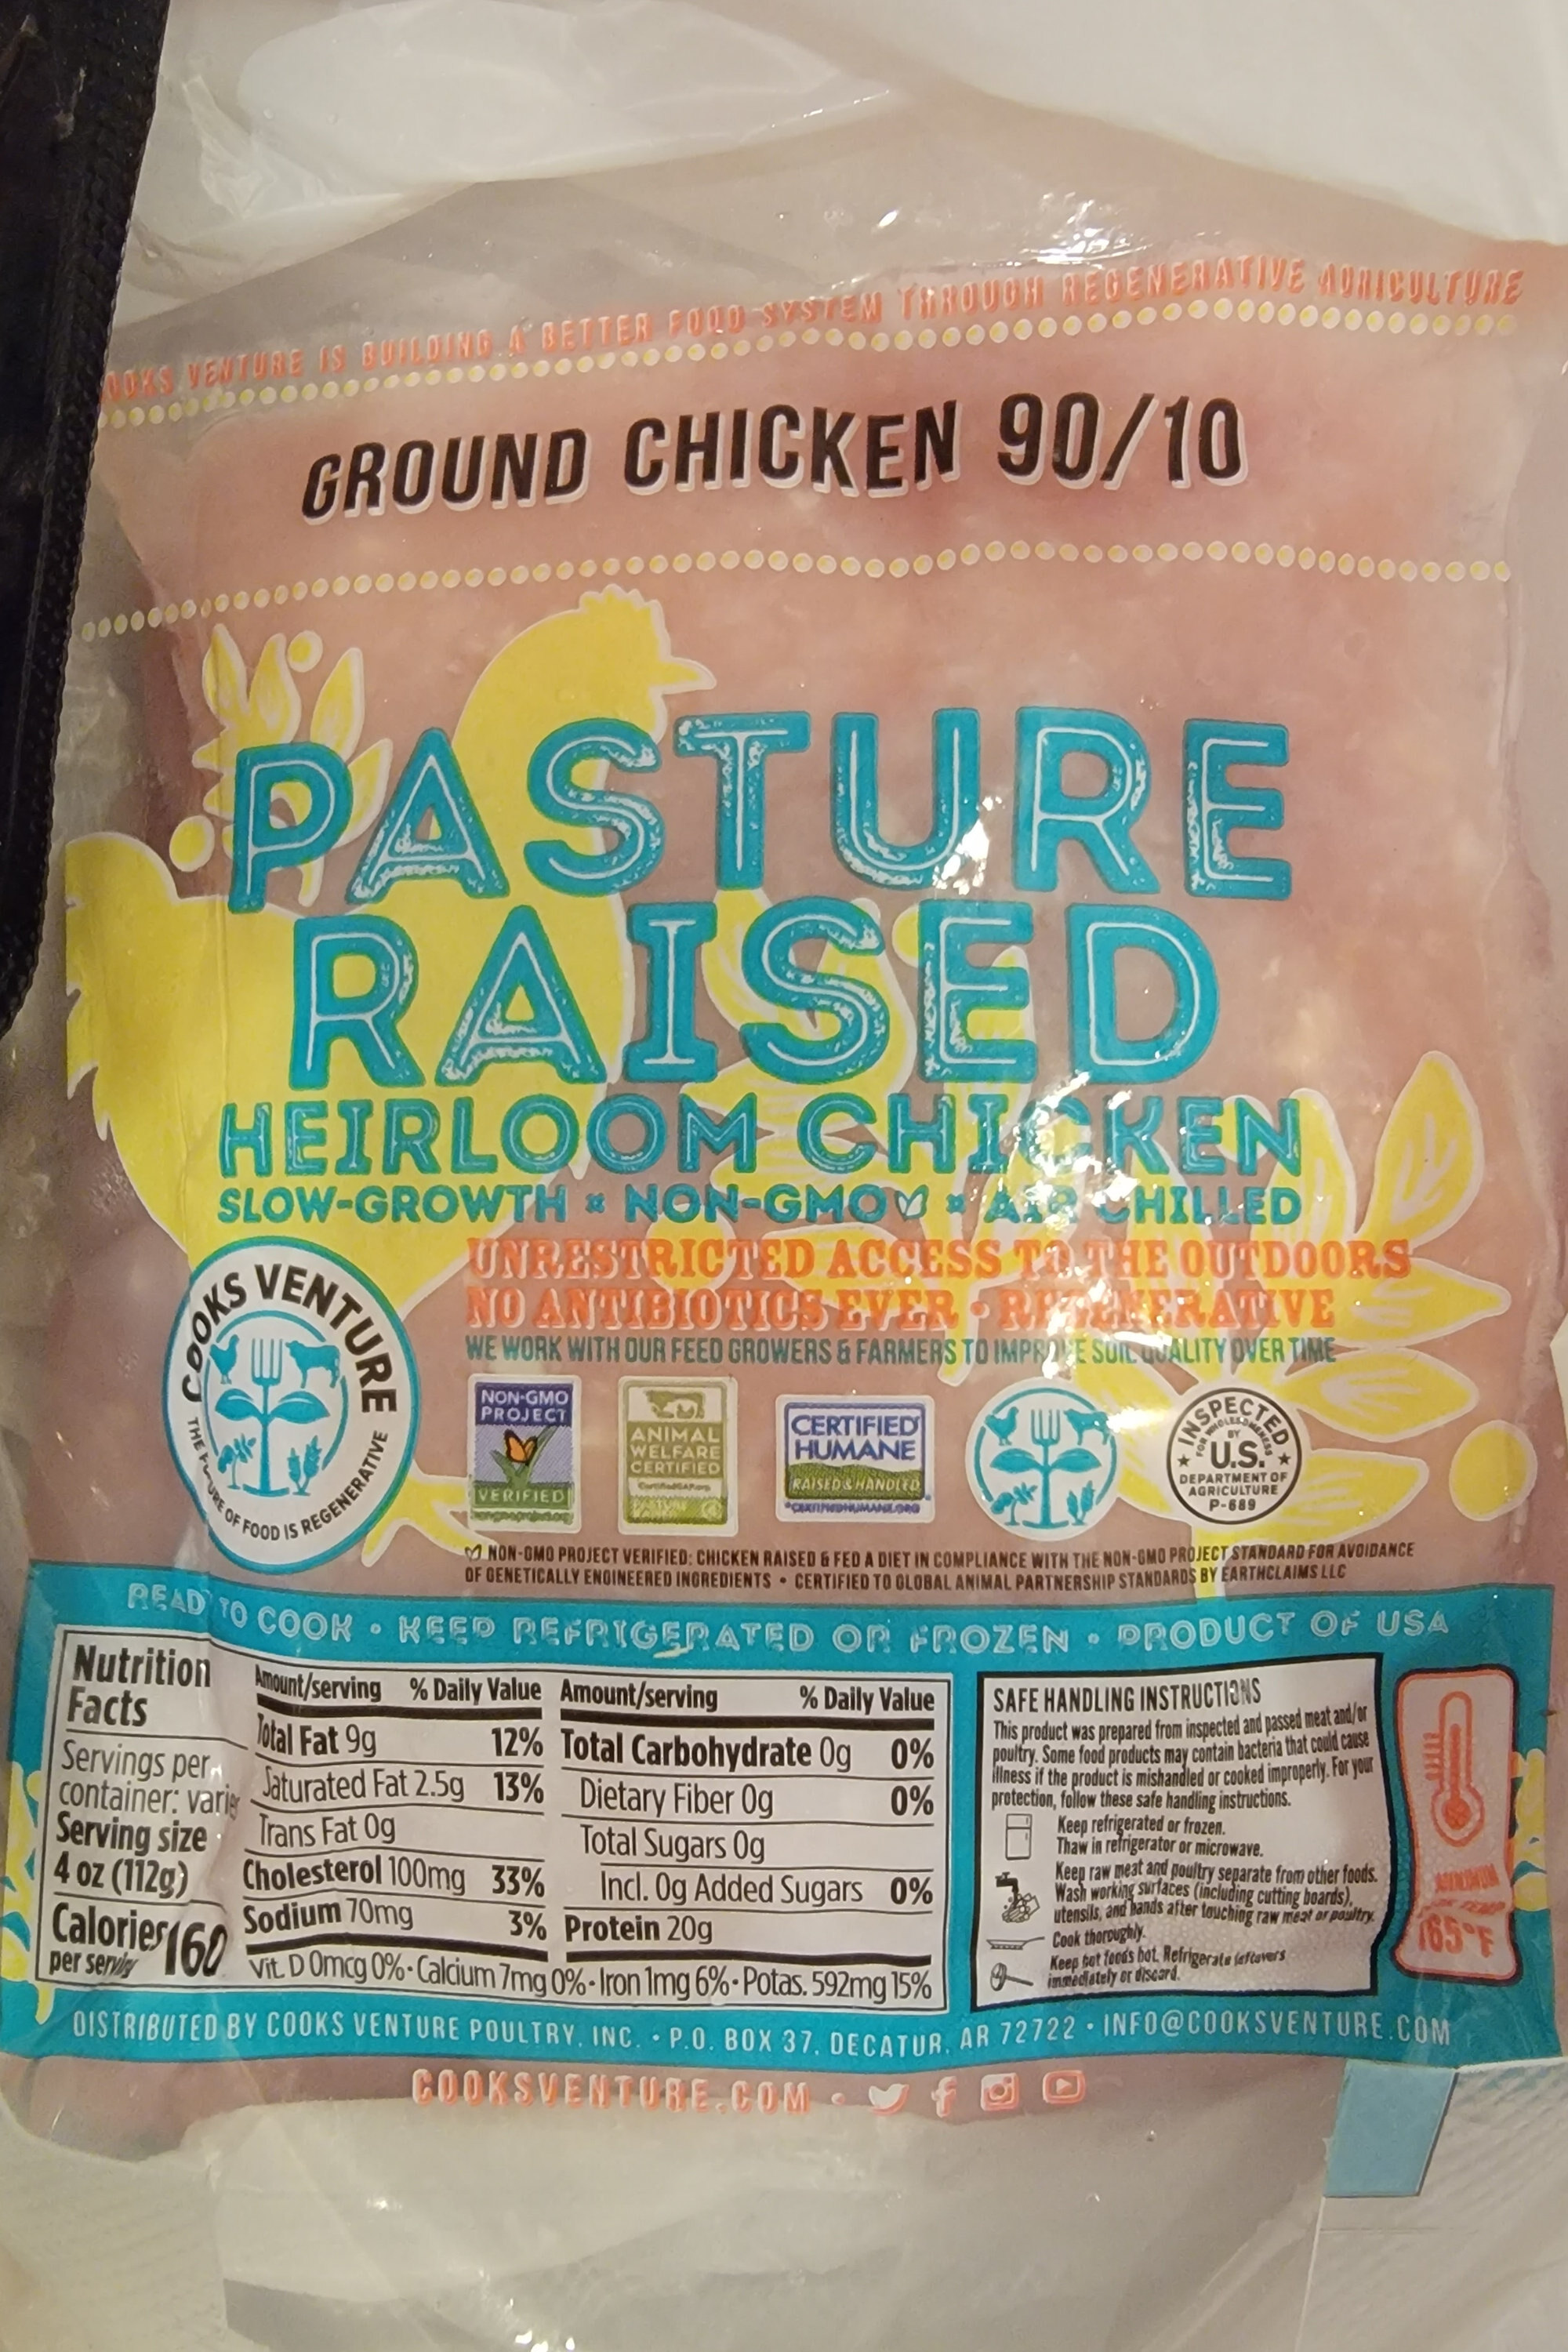 OOKS VENTURE IS BUILDING A BETTER FOOD SYSTEM THROUGH REGENERATIVE AGRICULTURE
GROUND CHICKEN 90/10
PASTURE
RAISED
HEIRLOOM CHICKEN
SLOW-GROWTH × NON-GMO × AIR CHILLED
UNRESTRICTED ACCESS TO THE OUTDOORS
NO ANTIBIOTICS EVER • REGENERATIVE
WE WORK WITH OUR FEED GROWERS & FARMERS TO IMPROVE SOIL QUALITY OVER TIME
COOKS VENTURE
THE FUTURE OF FOOD IS REGENERATIVE
NON-GMO
PROJECT
VERIFIED
nongmoproject.org
ANIMAL
WELFARE
CERTIFIED
CertifiedGAP.org
PASTURE
CERTIFIED
HUMANE
RAISED & HANDLED
CERTIFIEDHUMANE.ORG
INSPECTED
FOR WHOLESOMENESS
BY
U.S.
DEPARTMENT OF
AGRICULTURE
P-689
NON-GMO PROJECT VERIFIED: CHICKEN RAISED & FED A DIET IN COMPLIANCE WITH THE NON-GMO PROJECT STANDARD FOR AVOIDANCE
OF GENETICALLY ENGINEERED INGREDIENTS • CERTIFIED TO GLOBAL ANIMAL PARTNERSHIP STANDARDS BY EARTHCLAIMS LLC
READY TO COOK • KEEP REFRIGERATED OR FROZEN • PRODUCT OF USA
Nutrition
Facts
Servings per
container: varies
Serving size
4 oz (112g)
Calories 160
per serving
Amount/serving % Daily Value
Total Fat 9g 12%
Saturated Fat 2.5g 13%
Trans Fat 0g
Cholesterol 100mg 33%
Sodium 70mg 3%
Amount/serving % Daily Value
Total Carbohydrate 0g 0%
Dietary Fiber 0g 0%
Total Sugars 0g
Incl. 0g Added Sugars 0%
Protein 20g
Vit. D 0mcg 0% • Calcium 7mg 0% • Iron 1mg 6% • Potas. 592mg 15%
SAFE HANDLING INSTRUCTIONS
This product was prepared from inspected and passed meat and/or
poultry. Some food products may contain bacteria that could cause
illness if the product is mishandled or cooked improperly. For your
protection, follow these safe handling instructions.
Keep refrigerated or frozen.
Thaw in refrigerator or microwave.
Keep raw meat and poultry separate from other foods.
Wash working surfaces (including cutting boards),
utensils, and hands after touching raw meat or poultry.
Cook thoroughly.
Keep hot foods hot. Refrigerate leftovers
immediately or discard.
MINIMUM
TEMP
165°F
DISTRIBUTED BY COOKS VENTURE POULTRY, INC. • P.O. BOX 37, DECATUR, AR 72722 • INFO@COOKSVENTURE.COM
COOKSVENTURE.COM •